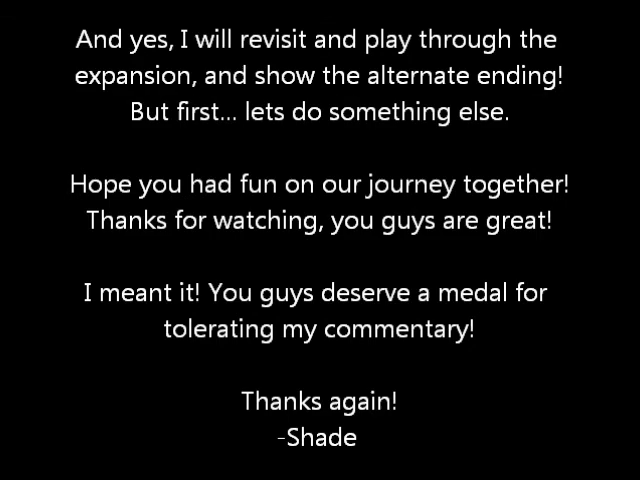 And yes, I will revisit and play through the
expansion, and show the alternate ending!
But first... lets do something else.
Hope you had fun on our journey together!
Thanks for watching, you guys are great!
I meant it! You guys deserve a medal for
tolerating my commentary!
Thanks again!
-Shade